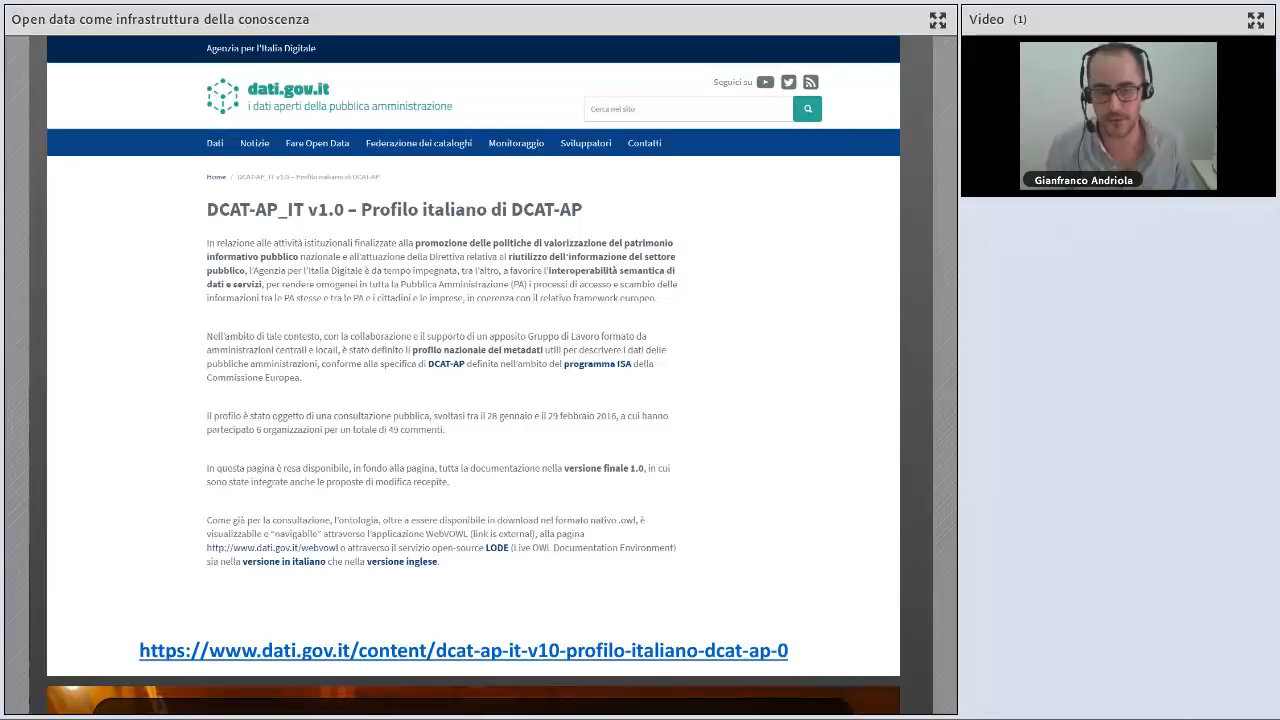 Open data come infrastruttura della conoscenza
Video (1)
Gianfranco Andriola
Agenzia per l'Italia Digitale
dati.gov.it
i dati aperti della pubblica amministrazione
Seguici su
Cerca nel sito
Dati Notizie Fare Open Data Federazione dei cataloghi Monitoraggio Sviluppatori Contatti
Home / DCAT-AP_IT v1.0 – Profilo italiano di DCAT-AP
DCAT-AP_IT v1.0 – Profilo italiano di DCAT-AP
In relazione alle attività istituzionali finalizzate alla promozione delle politiche di valorizzazione del patrimonio
informativo pubblico nazionale e all'attuazione della Direttiva relativa al riutilizzo dell'informazione del settore
pubblico, l'Agenzia per l'Italia Digitale è da tempo impegnata, tra l'altro, a favorire l'interoperabilità semantica di
dati e servizi, per rendere omogenei in tutta la Pubblica Amministrazione (PA) i processi di accesso e scambio delle
informazioni tra le PA stesse e tra le PA e i cittadini e le imprese, in coerenza con il relativo framework europeo.
Nell'ambito di tale contesto, con la collaborazione e il supporto di un apposito Gruppo di Lavoro formato da
amministrazioni centrali e locali, è stato definito il profilo nazionale dei metadati utili per descrivere i dati delle
pubbliche amministrazioni, conforme alla specifica di DCAT-AP definita nell'ambito del programma ISA della
Commissione Europea.
Il profilo è stato oggetto di una consultazione pubblica, svoltasi tra il 28 gennaio e il 29 febbraio 2016, a cui hanno
partecipato 6 organizzazioni per un totale di 49 commenti.
In questa pagina è resa disponibile, in fondo alla pagina, tutta la documentazione nella versione finale 1.0, in cui
sono state integrate anche le proposte di modifica recepite.
Come già per la consultazione, l'ontologia, oltre a essere disponibile in download nel formato nativo .owl, è
visualizzabile e “navigabile” attraverso l'applicazione WebVOWL (link is external), alla pagina
http://www.dati.gov.it/webvowl o attraverso il servizio open-source LODE (Live OWL Documentation Environment)
sia nella versione in italiano che nella versione inglese.
https://www.dati.gov.it/content/dcat-ap-it-v10-profilo-italiano-dcat-ap-0